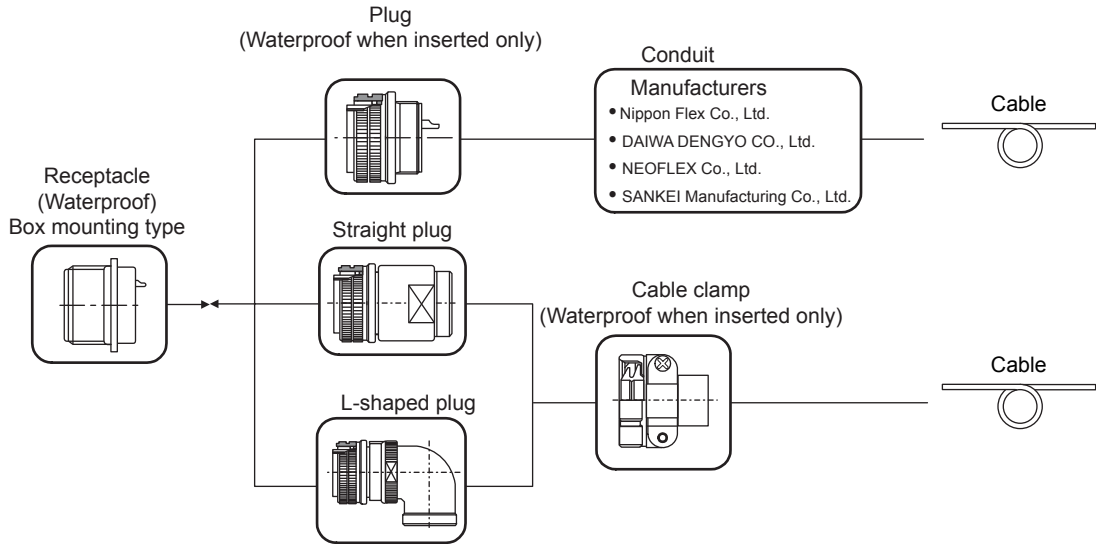 Plug
(Waterproof when inserted only)
Conduit
Manufacturers
• Nippon Flex Co., Ltd.
• DAIWA DENGYO CO., Ltd.
• NEOFLEX Co., Ltd.
• SANKEI Manufacturing Co., Ltd.
Cable
Receptacle
(Waterproof)
Box mounting type
Straight plug
Cable clamp
(Waterproof when inserted only)
Cable
L-shaped plug